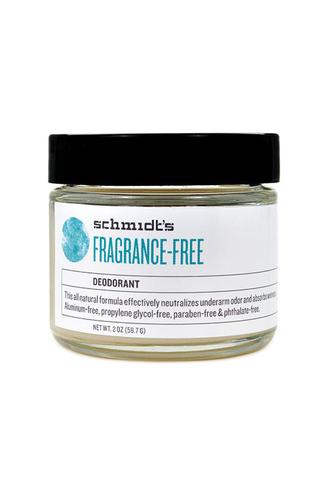 schmidt's
FRAGRANCE-FREE
DEODORANT
This all natural formula effectively neutralizes underarm odor and absorbs
Aluminum-free, propylene glycol-free, paraben-free & phthalate-free.
NET WT. 2 OZ (56.7 G)